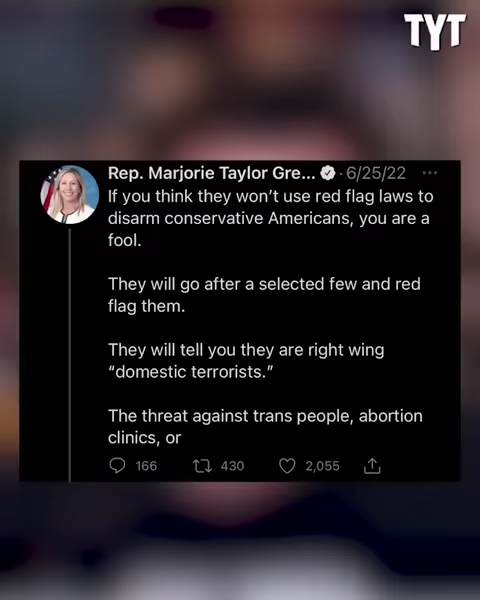 TYT
Rep. Marjorie Taylor Gre... · 6/25/22 ···
If you think they won't use red flag laws to
disarm conservative Americans, you are a
fool.
They will go after a selected few and red
flag them.
They will tell you they are right wing
“domestic terrorists.”
The threat against trans people, abortion
clinics, or
166 430 2,055